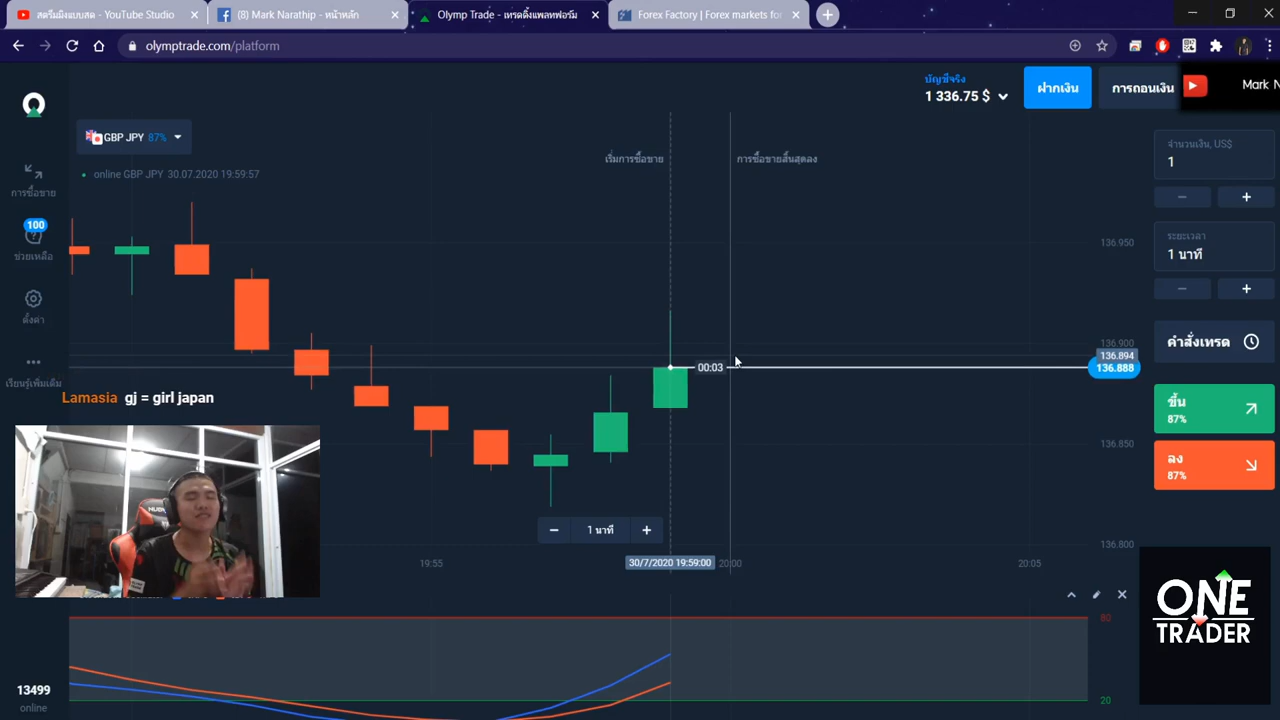 สตรีมมิงแบบสด - YouTube Studio
(8) Mark Narathip - หน้าหลัก
Olymp Trade - เทรดดิ้งแพลทฟอร์ม
Forex Factory | Forex markets for
olymptrade.com/platform
บัญชีจริง
1 336.75 $
ฝากเงิน
การถอนเงิน
Mark N
GBP JPY 87%
online GBP JPY 30.07.2020 19:59:57
เริ่มการซื้อขาย
การซื้อขายสิ้นสุดลง
จำนวนเงิน, US$
1
ระยะเวลา
1 นาที
คำสั่งเทรด
ขึ้น
87%
ลง
87%
การซื้อขาย
100
ช่วยเหลือ
ตั้งค่า
เรียนรู้เพิ่มเติม
136.950
136.900
136.894
136.888
136.850
136.800
00:03
Lamasia gj = girl japan
1 นาที
19:55
30/7/2020 19:59:00
20:00
20:05
80
20
13499
online
ONE
TRADER